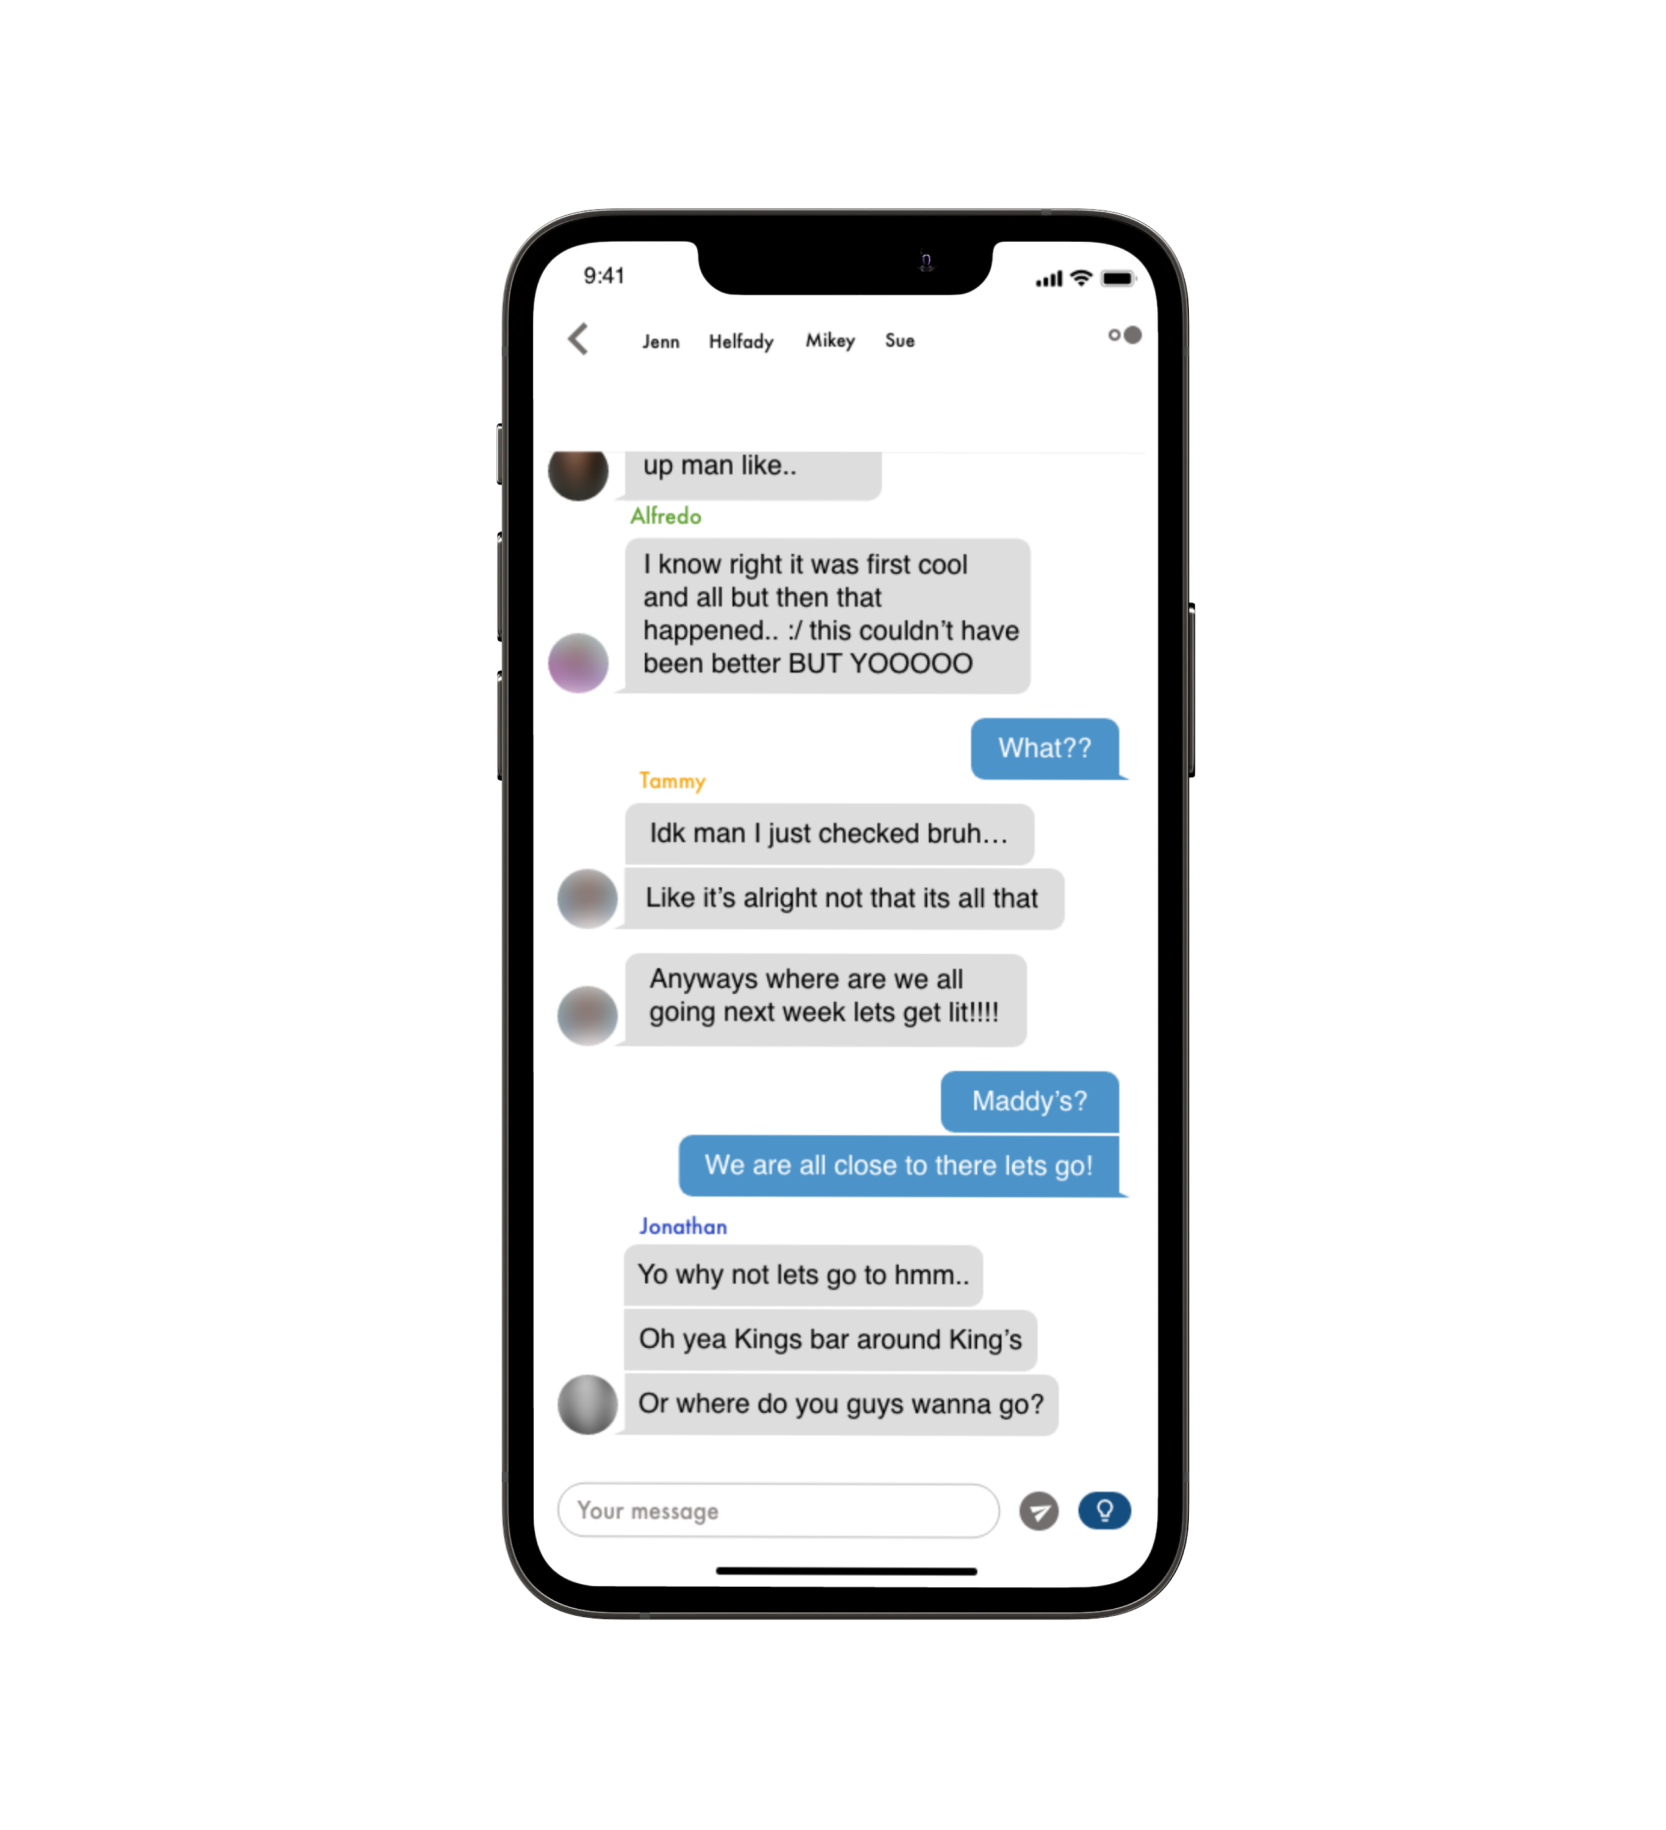 9:41
Jenn Helfady Mikey Sue
up man like..
Alfredo
I know right it was first cool
and all but then that
happened.. :/ this couldn’t have
been better BUT YOOOOO
What??
Tammy
Idk man I just checked bruh...
Like it’s alright not that its all that
Anyways where are we all
going next week lets get lit!!!!
Maddy’s?
We are all close to there lets go!
Jonathan
Yo why not lets go to hmm..
Oh yea Kings bar around King’s
Or where do you guys wanna go?
Your message